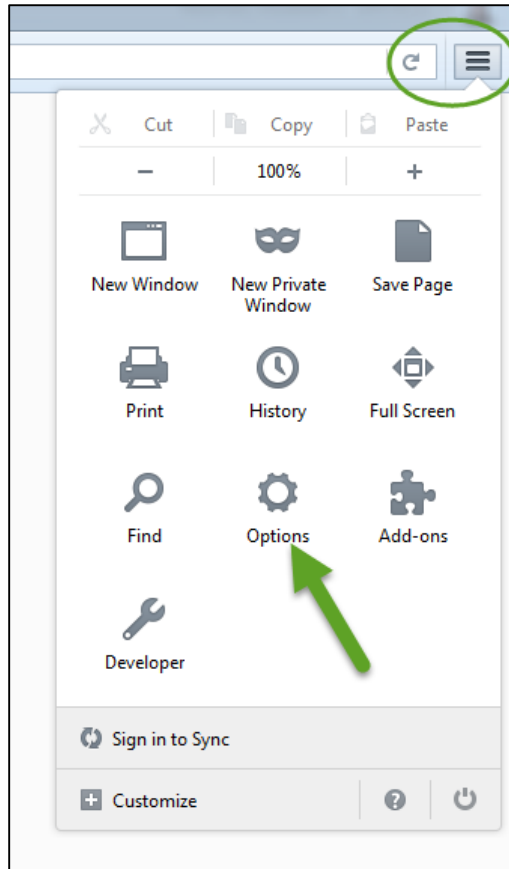 Cut Copy Paste
− 100% +
New Window New Private Window Save Page
Print History Full Screen
Find Options Add-ons
Developer
Sign in to Sync
Customize